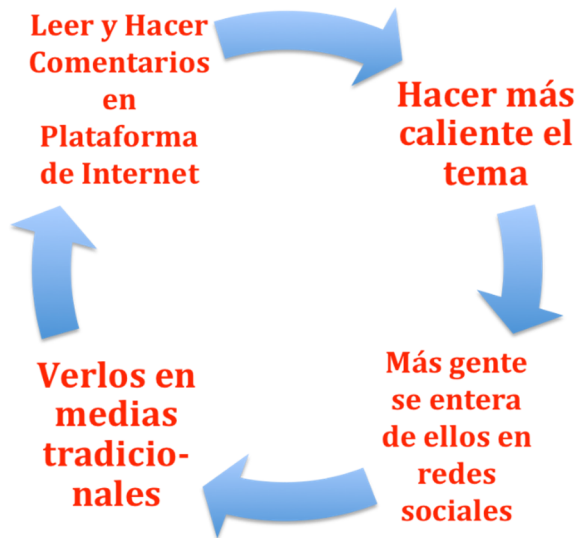 Leer y Hacer
Comentarios
en
Plataforma
de Internet
Hacer más
caliente el
tema
Más gente
se entera
de ellos en
redes
sociales
Verlos en
medias
tradicio-
nales